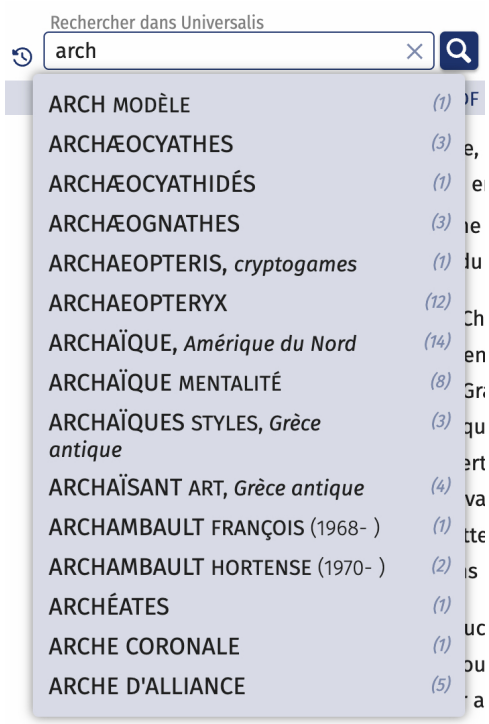 Rechercher dans Universalis
arch
ARCH MODÈLE (1)
ARCHÆOCYATHES (3)
ARCHÆOCYATHIDÉS (1)
ARCHÆOGNATHES (3)
ARCHAEOPTERIS, cryptogames (1)
ARCHAEOPTERYX (12)
ARCHAÏQUE, Amérique du Nord (14)
ARCHAÏQUE MENTALITÉ (8)
ARCHAÏQUES STYLES, Grèce (3)
antique
ARCHAÏSANT ART, Grèce antique (4)
ARCHAMBAULT FRANÇOIS (1968- ) (1)
ARCHAMBAULT HORTENSE (1970- ) (2)
ARCHÉATES (1)
ARCHE CORONALE (1)
ARCHE D'ALLIANCE (5)